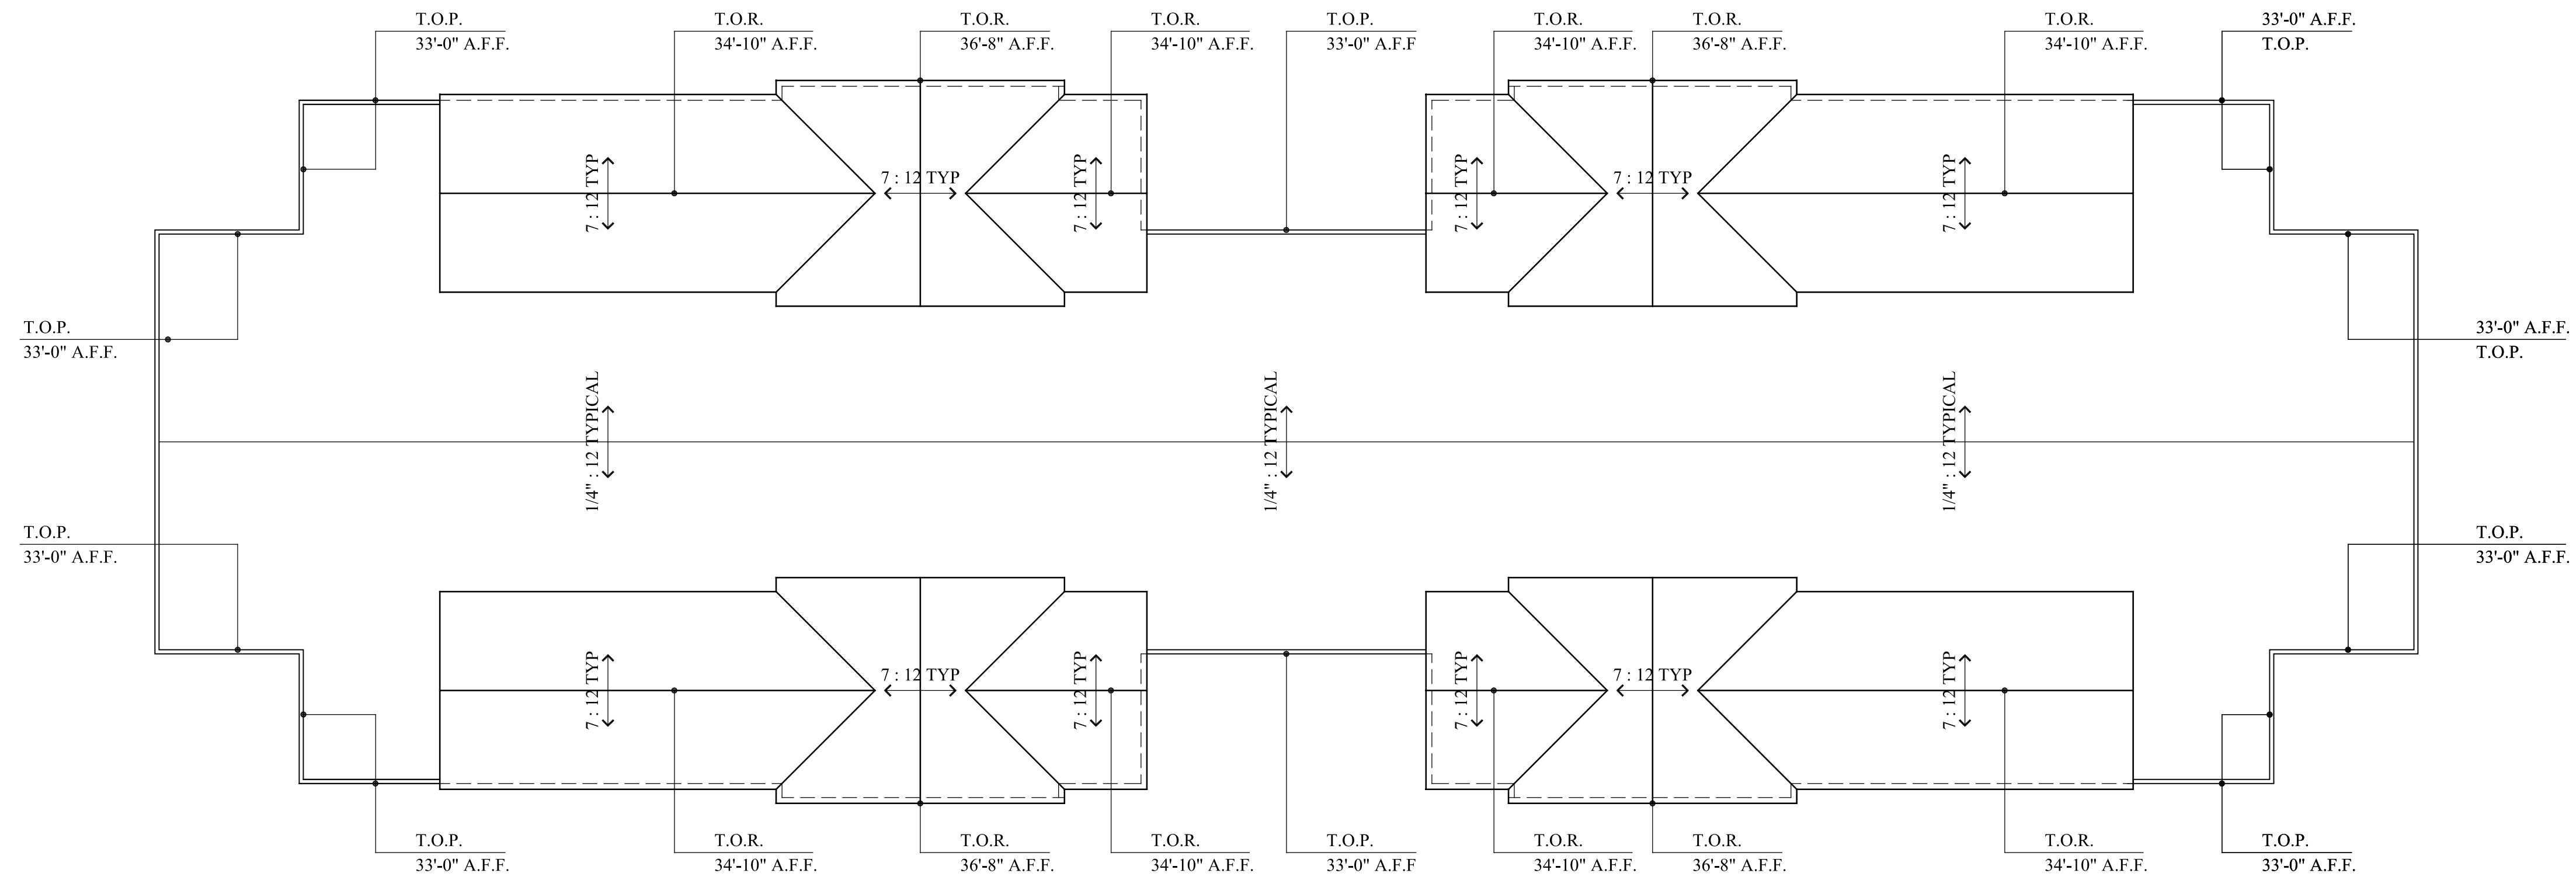 T.O.P.
33'-0" A.F.F.
T.O.R.
34'-10" A.F.F.
T.O.R.
36'-8" A.F.F.
T.O.R.
34'-10" A.F.F.
T.O.P.
33'-0" A.F.F
T.O.R.
34'-10" A.F.F.
T.O.R.
36'-8" A.F.F.
T.O.R.
34'-10" A.F.F.
33'-0" A.F.F.
T.O.P.
7 : 12 TYP
7 : 12 TYP
7 : 12 TYP
7 : 12 TYP
7 : 12 TYP
7 : 12 TYP
T.O.P.
33'-0" A.F.F.
33'-0" A.F.F.
T.O.P.
1/4" : 12 TYPICAL
1/4" : 12 TYPICAL
1/4" : 12 TYPICAL
T.O.P.
33'-0" A.F.F.
T.O.P.
33'-0" A.F.F.
7 : 12 TYP
7 : 12 TYP
7 : 12 TYP
7 : 12 TYP
7 : 12 TYP
7 : 12 TYP
T.O.P.
33'-0" A.F.F.
T.O.R.
34'-10" A.F.F.
T.O.R.
36'-8" A.F.F.
T.O.R.
34'-10" A.F.F.
T.O.P.
33'-0" A.F.F
T.O.R.
34'-10" A.F.F.
T.O.R.
36'-8" A.F.F.
T.O.R.
34'-10" A.F.F.
T.O.P.
33'-0" A.F.F.